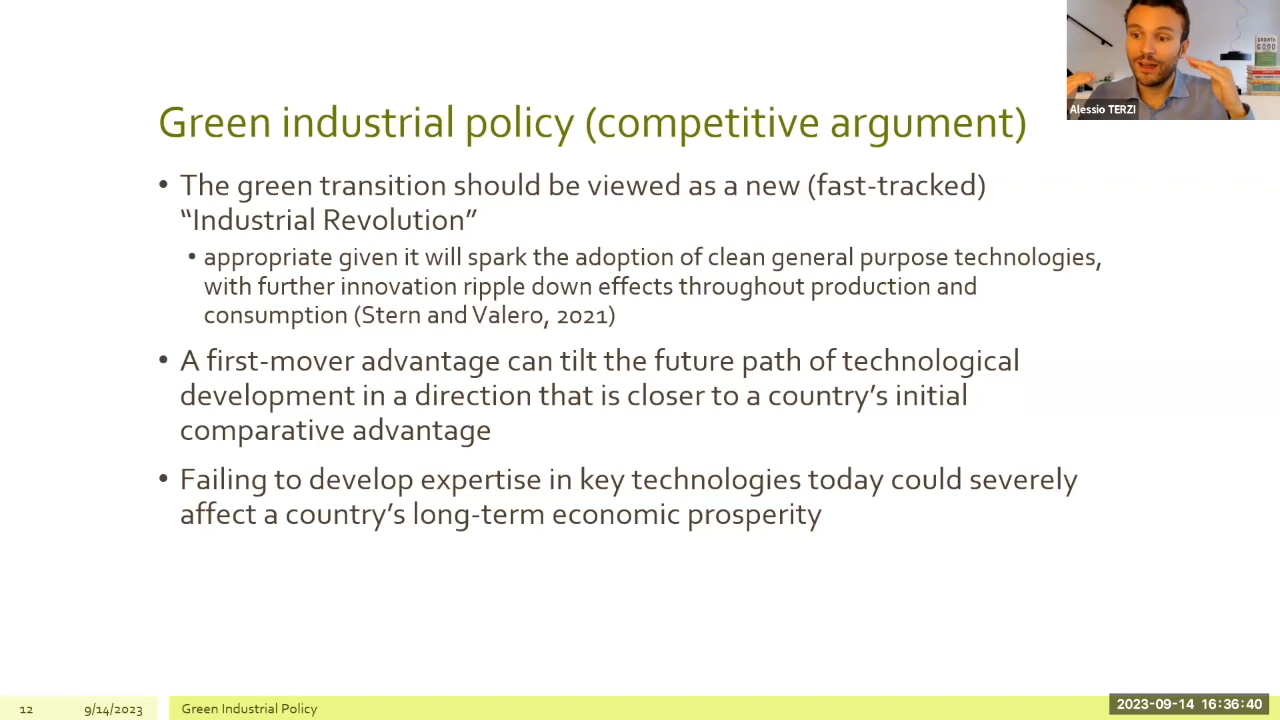 GROWTH
GOOD
Alessio TERZI
Green industrial policy (competitive argument)
• The green transition should be viewed as a new (fast-tracked)
“Industrial Revolution”
• appropriate given it will spark the adoption of clean general purpose technologies,
with further innovation ripple down effects throughout production and
consumption (Stern and Valero, 2021)
• A first-mover advantage can tilt the future path of technological
development in a direction that is closer to a country’s initial
comparative advantage
• Failing to develop expertise in key technologies today could severely
affect a country’s long-term economic prosperity
12 9/14/2023 Green Industrial Policy
2023-09-14 16:36:40